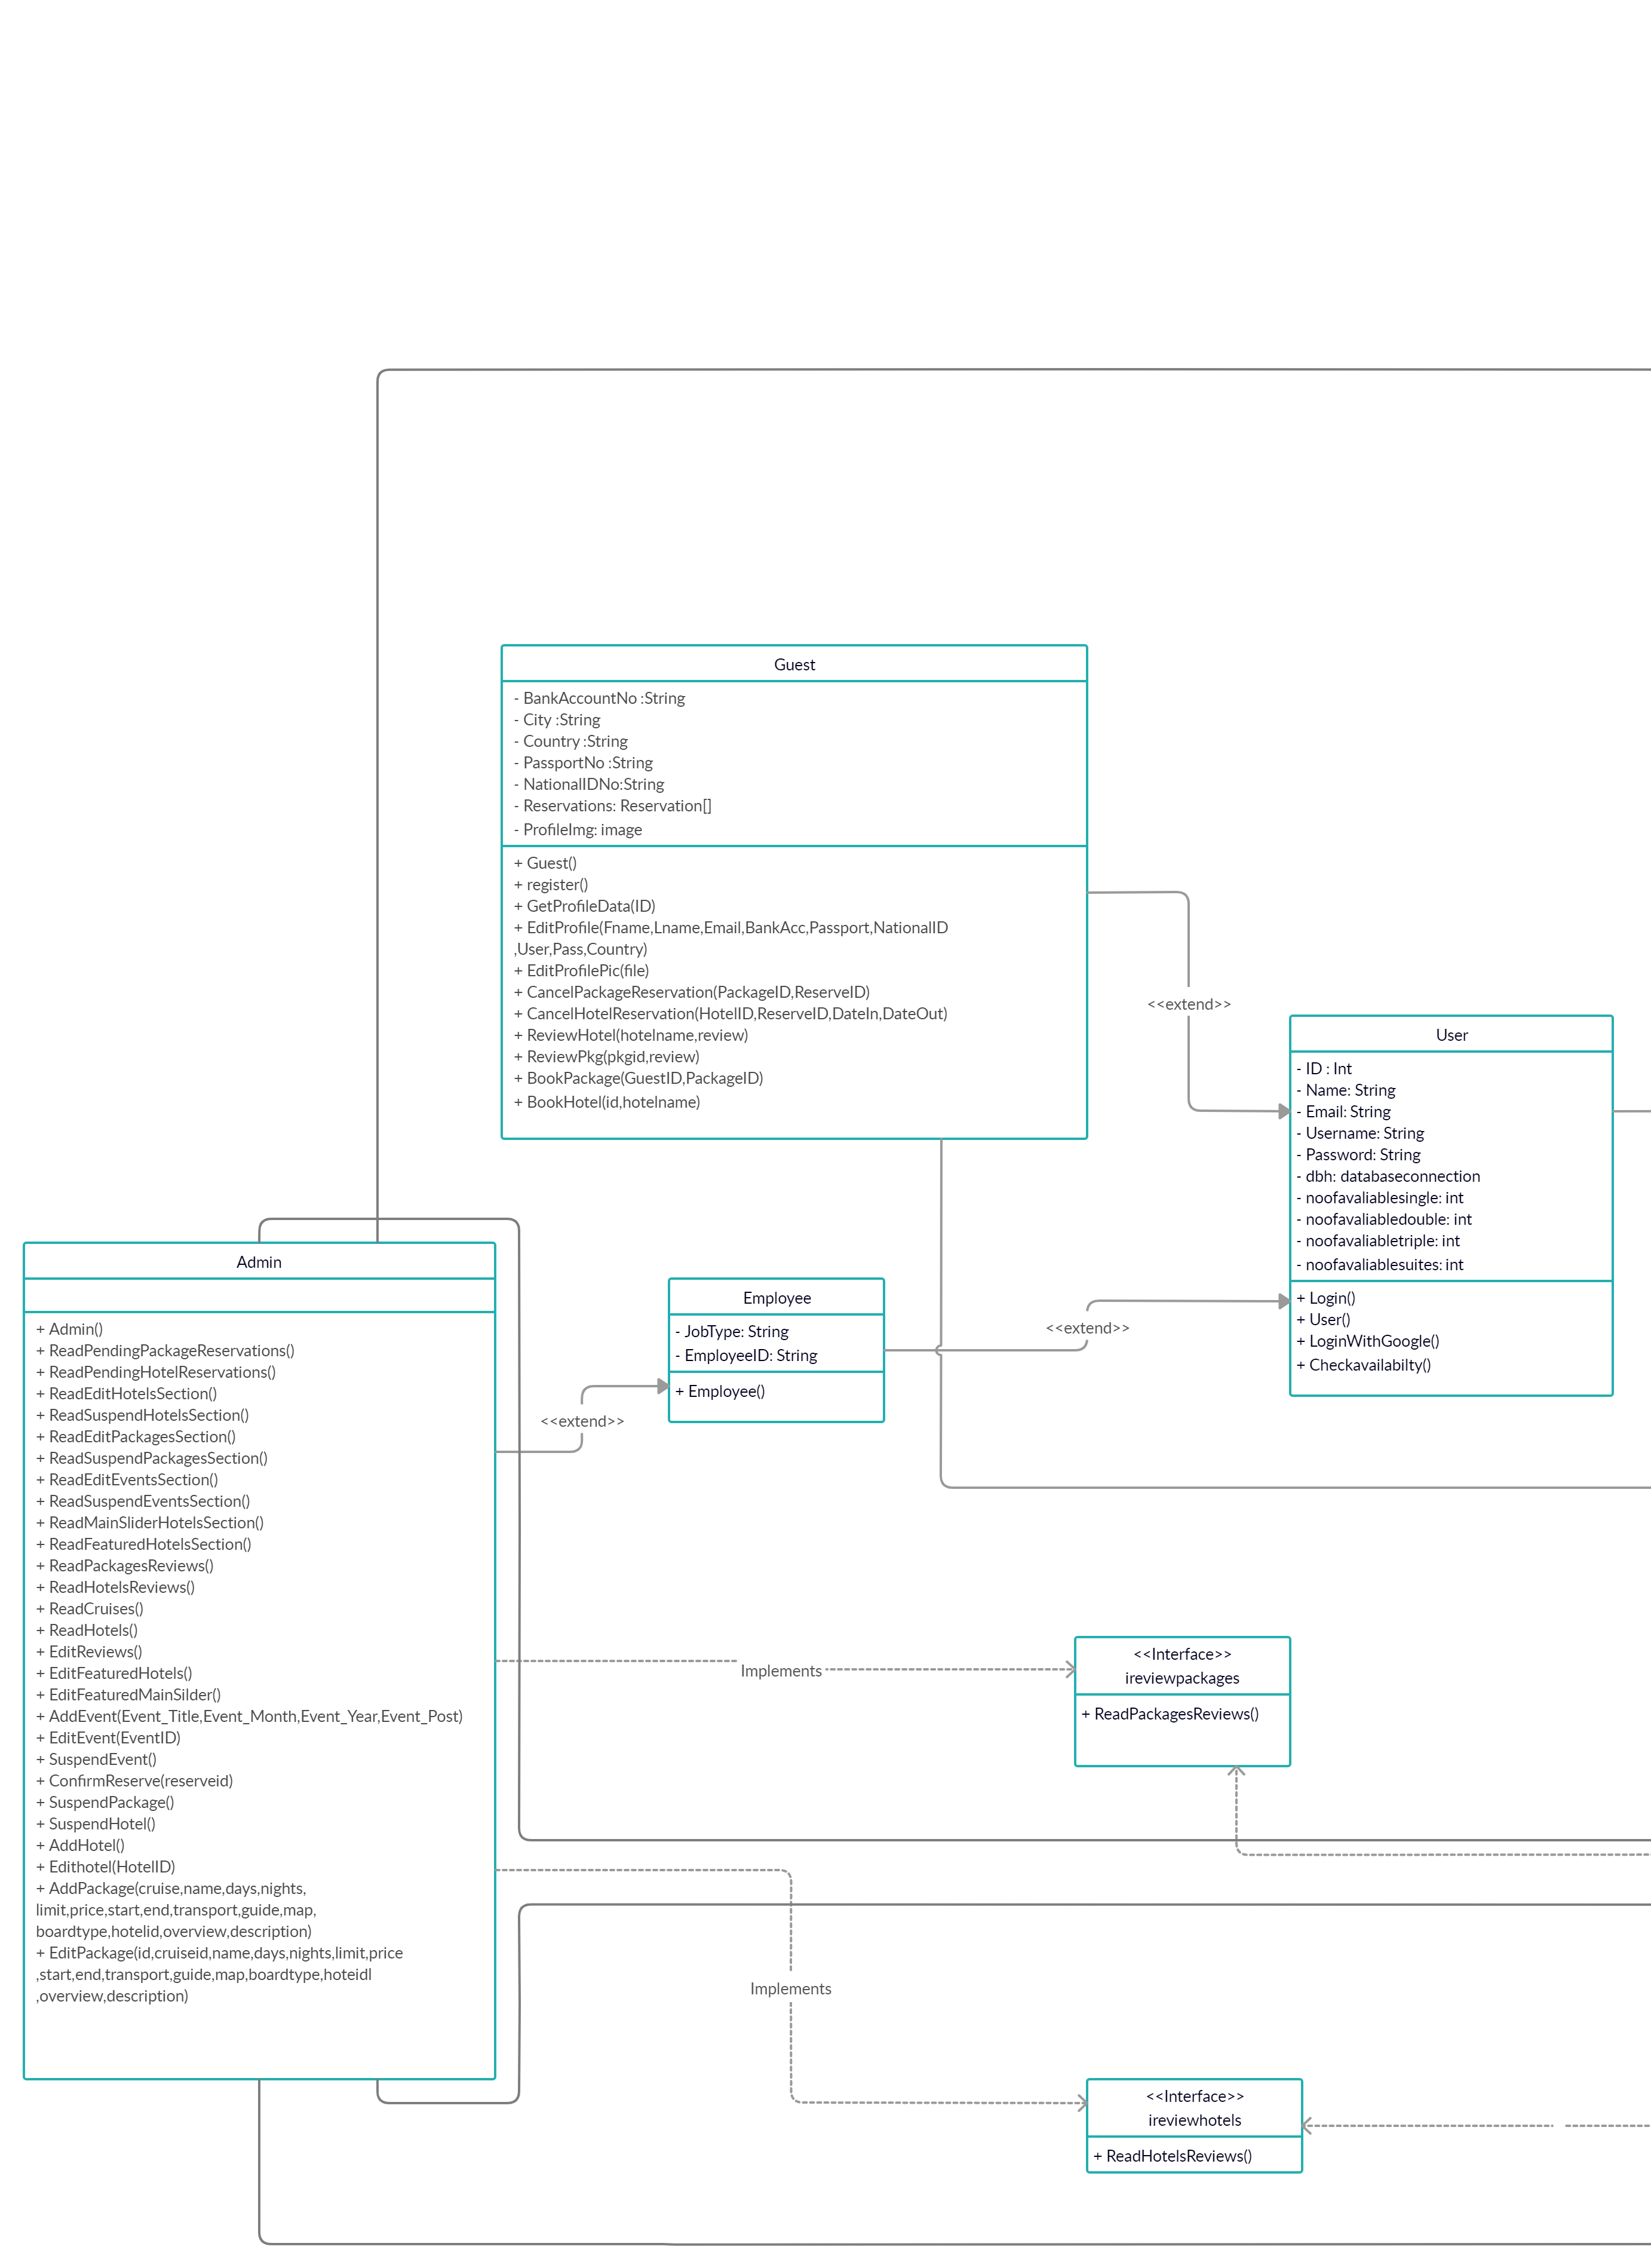 Guest
- BankAccountNo :String
- City :String
- Country :String
- PassportNo :String
- NationalIDNo:String
- Reservations: Reservation[]
- ProfileImg: image
+ Guest()
+ register()
+ GetProfileData(ID)
+ EditProfile(Fname,Lname,Email,BankAcc,Passport,NationalID
,User,Pass,Country)
+ EditProfilePic(file)
+ CancelPackageReservation(PackageID,ReserveID)
+ CancelHotelReservation(HotelID,ReserveID,DateIn,DateOut)
+ ReviewHotel(hotelname,review)
+ ReviewPkg(pkgid,review)
+ BookPackage(GuestID,PackageID)
+ BookHotel(id,hotelname)
<<extend>>
User
- ID : Int
- Name: String
- Email: String
- Username: String
- Password: String
- dbh: databaseconnection
- noofavaliablesingle: int
- noofavaliabledouble: int
- noofavaliabletriple: int
- noofavaliablesuites: int
+ Login()
+ User()
+ LoginWithGoogle()
+ Checkavailabilty()
Employee
- JobType: String
- EmployeeID: String
+ Employee()
<<extend>>
<<extend>>
Admin
+ Admin()
+ ReadPendingPackageReservations()
+ ReadPendingHotelReservations()
+ ReadEditHotelsSection()
+ ReadSuspendHotelsSection()
+ ReadEditPackagesSection()
+ ReadSuspendPackagesSection()
+ ReadEditEventsSection()
+ ReadSuspendEventsSection()
+ ReadMainSliderHotelsSection()
+ ReadFeaturedHotelsSection()
+ ReadPackagesReviews()
+ ReadHotelsReviews()
+ ReadCruises()
+ ReadHotels()
+ EditReviews()
+ EditFeaturedHotels()
+ EditFeaturedMainSilder()
+ AddEvent(Event_Title,Event_Month,Event_Year,Event_Post)
+ EditEvent(EventID)
+ SuspendEvent()
+ ConfirmReserve(reserveid)
+ SuspendPackage()
+ SuspendHotel()
+ AddHotel()
+ Edithotel(HotelID)
+ AddPackage(cruise,name,days,nights,
limit,price,start,end,transport,guide,map,
boardtype,hotelid,overview,description)
+ EditPackage(id,cruiseid,name,days,nights,limit,price
,start,end,transport,guide,map,boardtype,hoteidl
,overview,description)
Implements
<<Interface>>
ireviewpackages
+ ReadPackagesReviews()
Implements
<<Interface>>
ireviewhotels
+ ReadHotelsReviews()